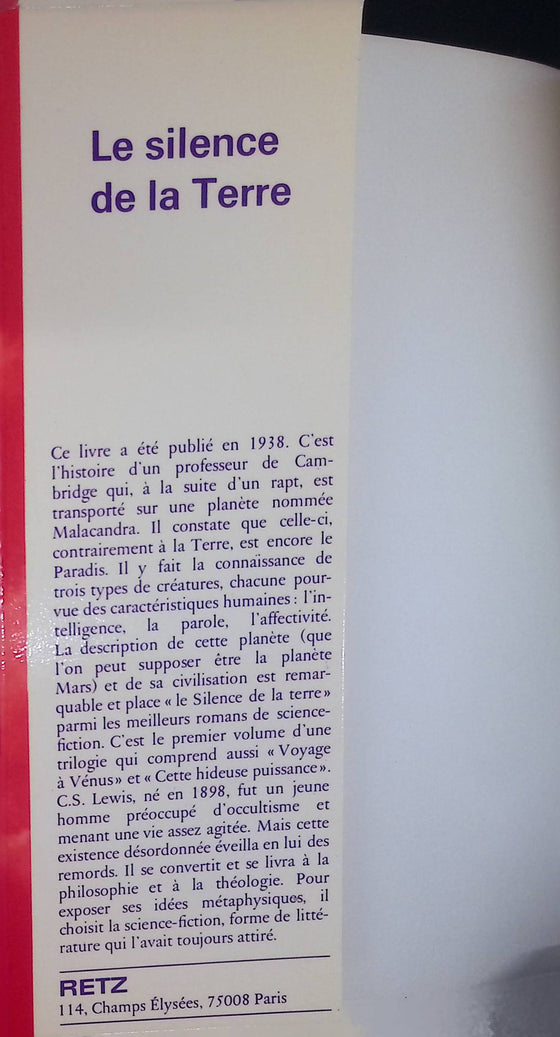 Le silence
de la Terre
Ce livre a été publié en 1938. C'est
l'histoire d'un professeur de Cam-
bridge qui, à la suite d'un rapt, est
transporté sur une planète nommée
Malacandra. Il constate que celle-ci,
contrairement à la Terre, est encore le
Paradis. Il y fait la connaissance de
trois types de créatures, chacune pour-
vue des caractéristiques humaines : l'in-
telligence, la parole, l'affectivité.
La description de cette planète (que
l'on peut supposer être la planète
Mars) et de sa civilisation est remar-
quable et place « le Silence de la terre »
parmi les meilleurs romans de science-
fiction. C'est le premier volume d'une
trilogie qui comprend aussi « Voyage
à Vénus » et « Cette hideuse puissance ».
C.S. Lewis, né en 1898, fut un jeune
homme préoccupé d'occultisme et
menant une vie assez agitée. Mais cette
existence désordonnée éveilla en lui des
remords. Il se convertit et se livra à la
philosophie et à la théologie. Pour
exposer ses idées métaphysiques, il
choisit la science-fiction, forme de litté-
rature qui l'avait toujours attiré.
RETZ
114, Champs Élysées, 75008 Paris